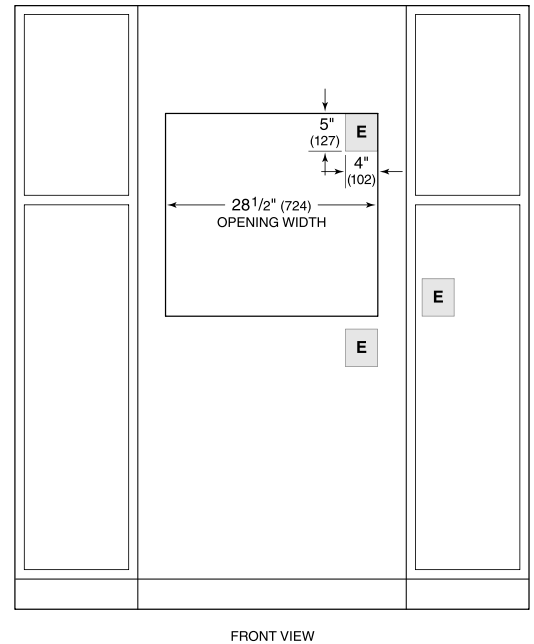 5"
(127)
E
4"
(102)
28 1/2" (724)
OPENING WIDTH
E
E
FRONT VIEW